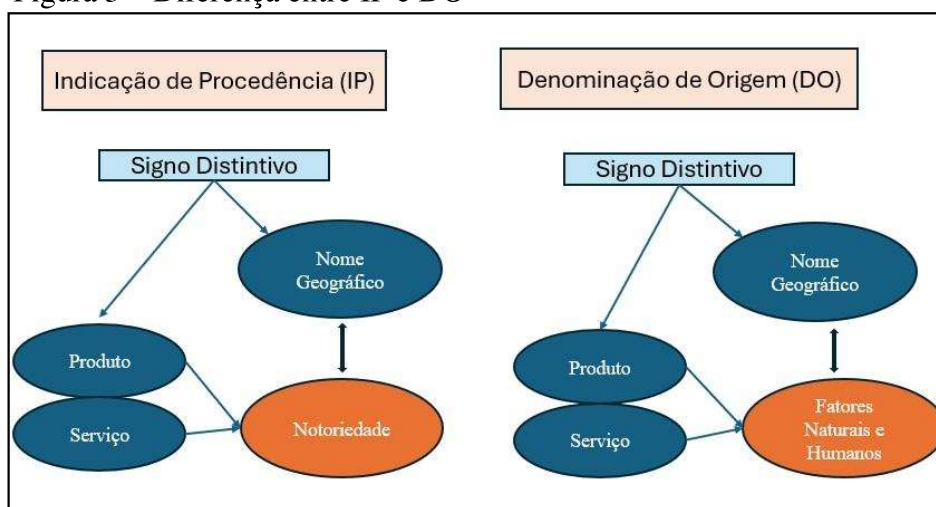 Figura 3 – Diferença entre IP e DO
Indicação de Procedência (IP)
Signo Distintivo
Nome
Geográfico
Produto
Serviço
Notoriedade
Denominação de Origem (DO)
Signo Distintivo
Nome
Geográfico
Produto
Serviço
Fatores
Naturais e
Humanos